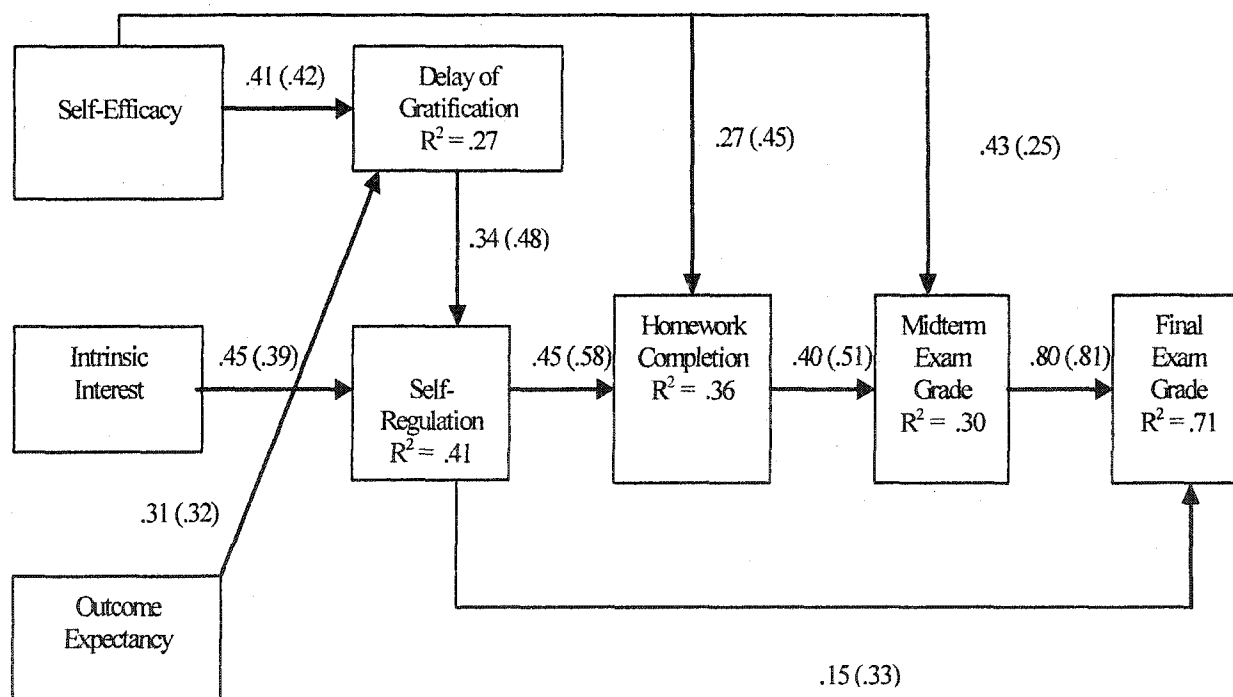 Self-Efficacy
.41 (.42)
Delay of
Gratification
R² = .27
.27 (.45)
.43 (.25)
.34 (.48)
Intrinsic
Interest
.45 (.39)
Self-
Regulation
R² = .41
.45 (.58)
Homework
Completion
R² = .36
.40 (.51)
Midterm
Exam
Grade
R² = .30
.80 (.81)
Final
Exam
Grade
R² = .71
.31 (.32)
Outcome
Expectancy
.15 (.33)